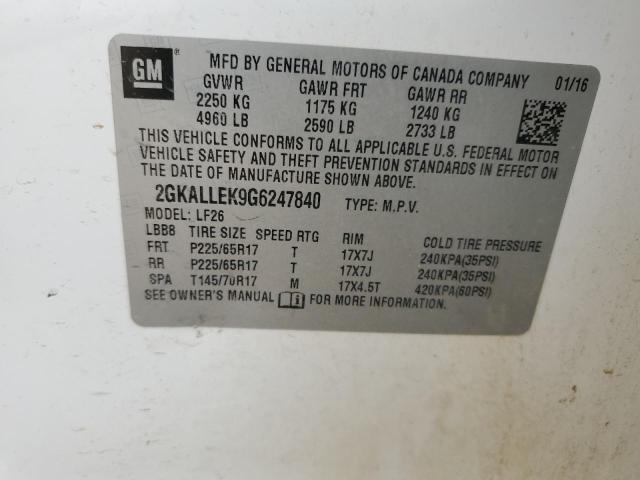 GM ® MFD BY GENERAL MOTORS OF CANADA COMPANY 01/16
GVWR GAWR FRT GAWR RR
2250 KG 1175 KG 1240 KG
4960 LB 2590 LB 2733 LB
THIS VEHICLE CONFORMS TO ALL APPLICABLE U.S. FEDERAL MOTOR
VEHICLE SAFETY AND THEFT PREVENTION STANDARDS IN EFFECT ON
THE DATE OF MANUFACTURE SHOWN ABOVE.
2GKALLEK9G6247840 TYPE: M.P.V.
MODEL: LF26
LBB8 TIRE SIZE SPEED RTG RIM COLD TIRE PRESSURE
FRT P225/65R17 T 17X7J 240KPA(35PSI)
RR P225/65R17 T 17X7J 240KPA(35PSI)
SPA T145/70R17 M 17X4.5T 420KPA(60PSI)
SEE OWNER'S MANUAL i FOR MORE INFORMATION.